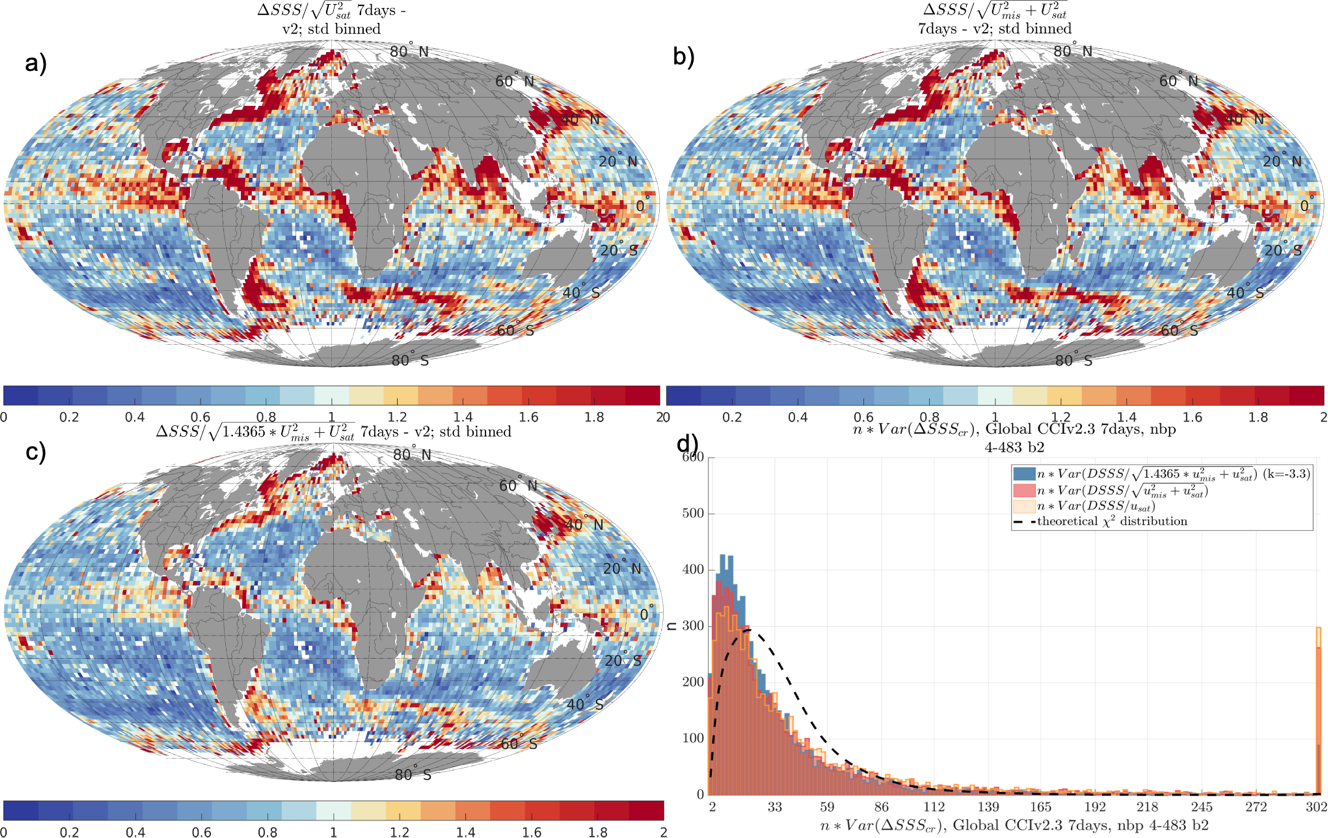 a)
ΔSSS/√U²sat 7days -
v2; std binned
80° N
60° N
40° N
20° N
0°
20° S
40° S
60° S
80° S
0 0.2 0.4 0.6 0.8 1 1.2 1.4 1.6 1.8 2
b)
ΔSSS/√U²mis + U²sat
7days - v2; std binned
80° N
60° N
40° N
20° N
0°
20° S
40° S
60° S
80° S
0 0.2 0.4 0.6 0.8 1 1.2 1.4 1.6 1.8 2
c)
ΔSSS/√1.4365 * U²mis + U²sat 7days - v2; std binned
80° N
60° N
40° N
20° N
0°
20° S
40° S
60° S
80° S
0 0.2 0.4 0.6 0.8 1 1.2 1.4 1.6 1.8 2
d)
n * Var(ΔSSScr), Global CCIv2.3 7days, nbp
4-483 b2
n * Var(DSSS/√1.4365 * u²mis + u²sat) (k=-3.3)
n * Var(DSSS/√u²mis + u²sat)
n * Var(DSSS/usat)
theoretical χ² distribution
600
500
400
300
200
100
0
n
2 33 59 86 112 139 165 192 218 245 272 302
n * Var(ΔSSScr), Global CCIv2.3 7days, nbp 4-483 b2